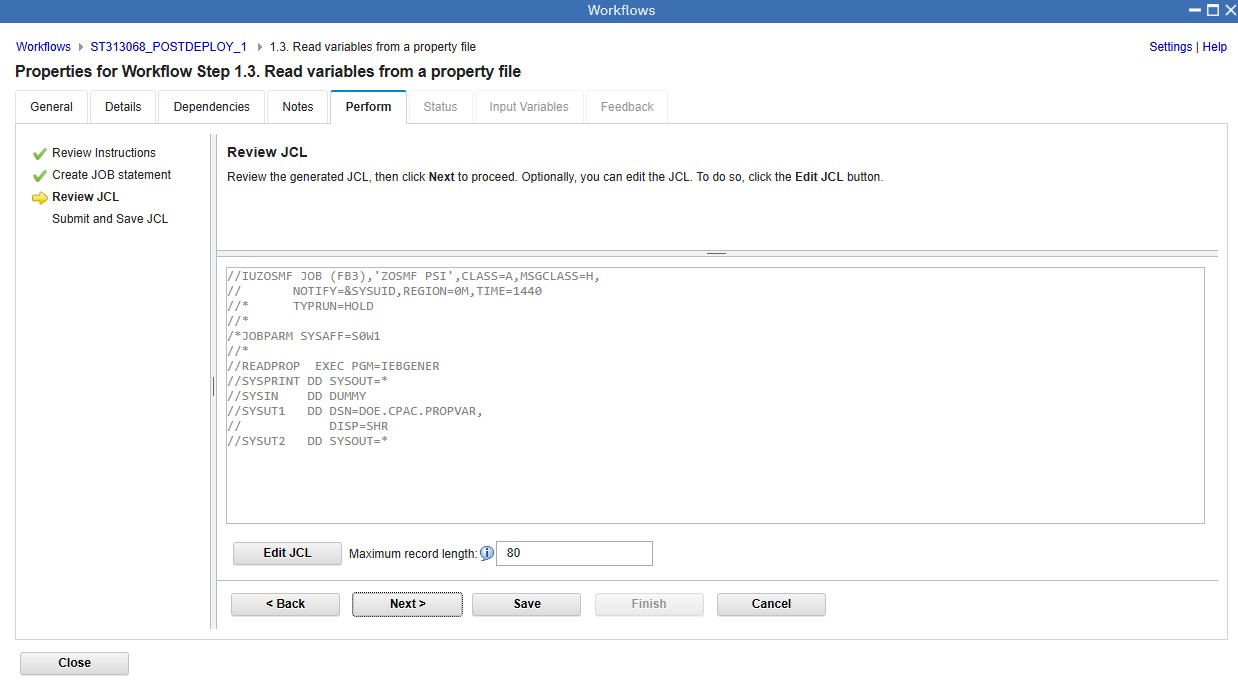 Workflows
Workflows ST313068_POSTDEPLOY_1 1.3. Read variables from a property file
Settings | Help
Properties for Workflow Step 1.3. Read variables from a property file
General Details Dependencies Notes Perform Status Input Variables Feedback
Review Instructions
Create JOB statement
Review JCL
Submit and Save JCL
Review JCL
Review the generated JCL, then click Next to proceed. Optionally, you can edit the JCL. To do so, click the Edit JCL button.
//IUZOSMF JOB (FB3),'ZOSMF PSI',CLASS=A,MSGCLASS=H,
//       NOTIFY=&SYSUID,REGION=0M,TIME=1440
//*      TYPRUN=HOLD
//*
/*JOBPARM SYSAFF=S0W1
//*
//READPROP  EXEC PGM=IEBGENER
//SYSPRINT DD SYSOUT=*
//SYSIN    DD DUMMY
//SYSUT1   DD DSN=DOE.CPAC.PROPVAR,
//            DISP=SHR
//SYSUT2   DD SYSOUT=*
Edit JCL Maximum record length: 80
< Back Next > Save Finish Cancel
Close